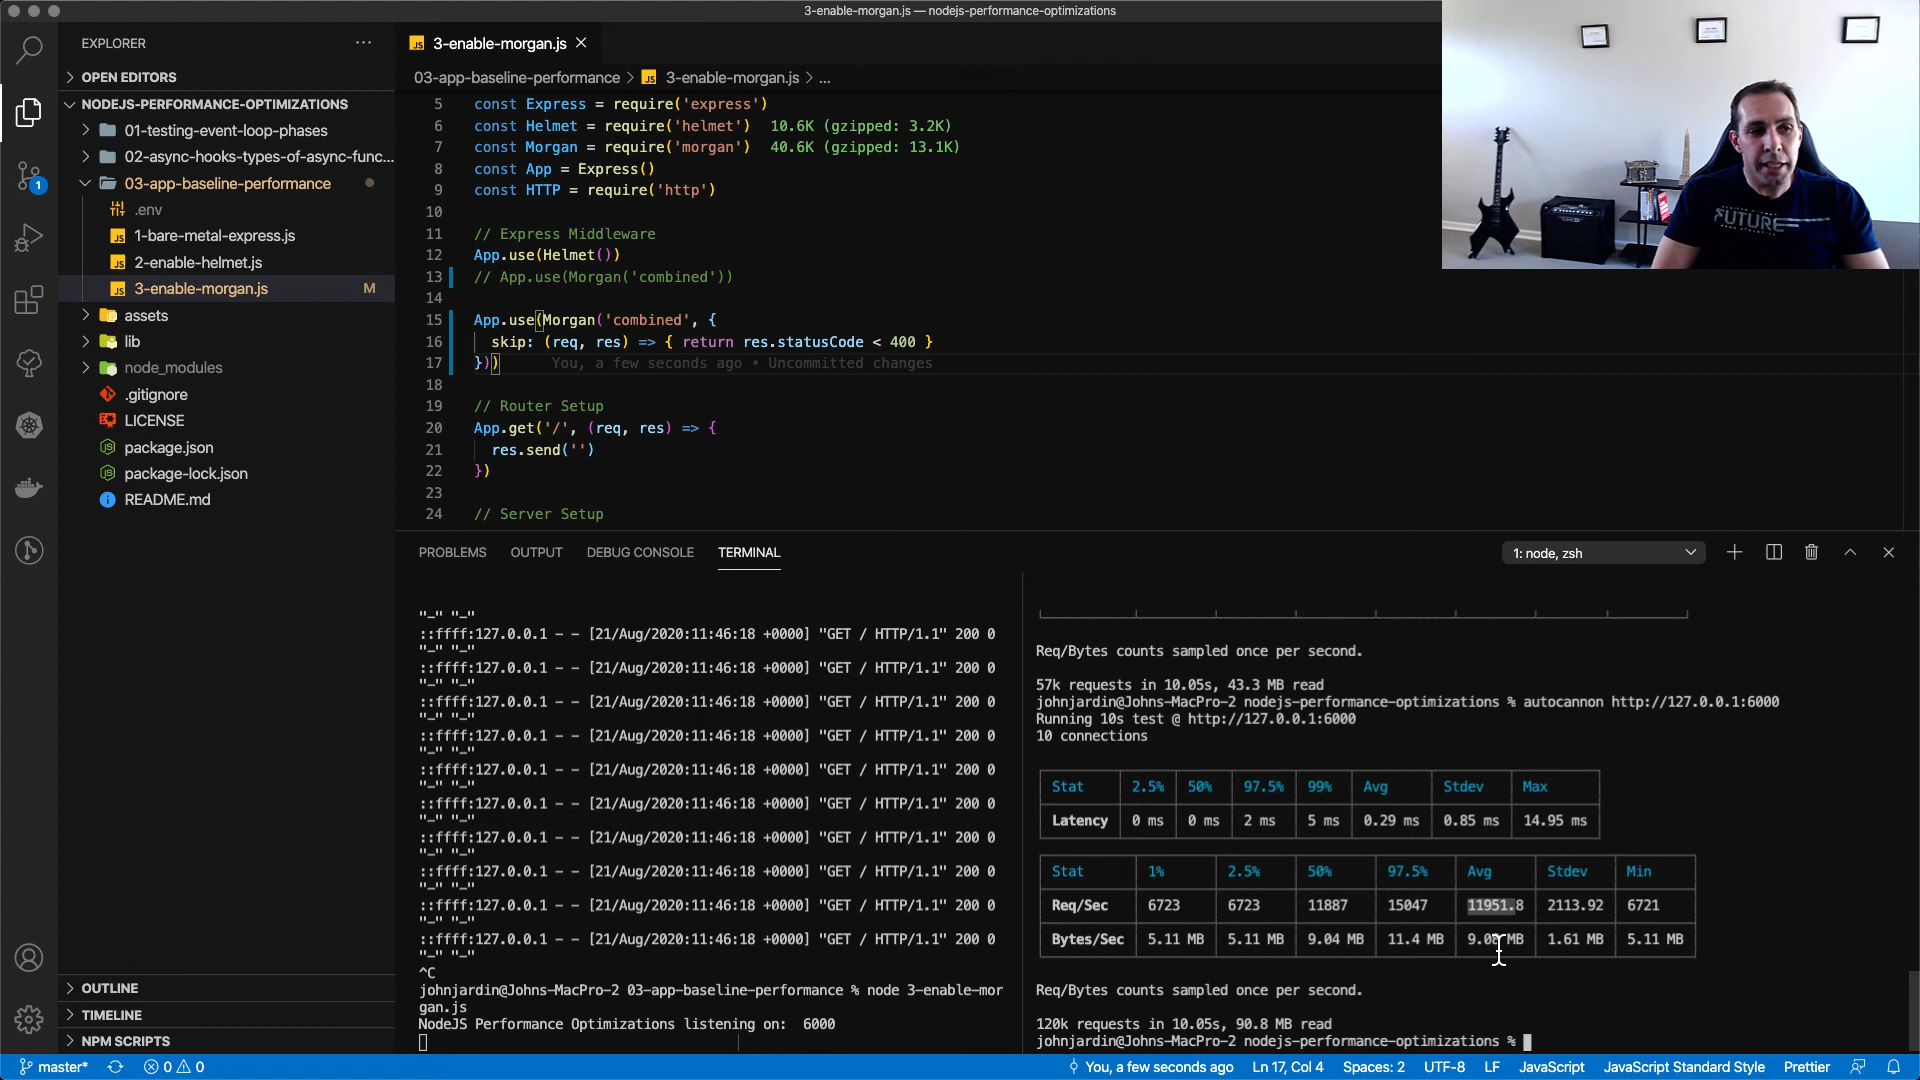 3-enable-morgan.js — nodejs-performance-optimizations
EXPLORER
OPEN EDITORS
NODEJS-PERFORMANCE-OPTIMIZATIONS
01-testing-event-loop-phases
02-async-hooks-types-of-async-func...
03-app-baseline-performance
.env
JS 1-bare-metal-express.js
JS 2-enable-helmet.js
JS 3-enable-morgan.js M
assets
lib
node_modules
.gitignore
LICENSE
package.json
package-lock.json
README.md
OUTLINE
TIMELINE
NPM SCRIPTS
1
JS 3-enable-morgan.js
03-app-baseline-performance > JS 3-enable-morgan.js > ...
5 const Express = require('express')
6 const Helmet = require('helmet') 10.6K (gzipped: 3.2K)
7 const Morgan = require('morgan') 40.6K (gzipped: 13.1K)
8 const App = Express()
9 const HTTP = require('http')
10
11 // Express Middleware
12 App.use(Helmet())
13 // App.use(Morgan('combined'))
14
15 App.use(Morgan('combined', {
16 skip: (req, res) => { return res.statusCode < 400 }
17 })) You, a few seconds ago • Uncommitted changes
18
19 // Router Setup
20 App.get('/', (req, res) => {
21 res.send('')
22 })
23
24 // Server Setup
FUTURE
PROBLEMS OUTPUT DEBUG CONSOLE TERMINAL
1: node, zsh
"-" "-"
::ffff:127.0.0.1 - - [21/Aug/2020:11:46:18 +0000] "GET / HTTP/1.1" 200 0
"-" "-"
::ffff:127.0.0.1 - - [21/Aug/2020:11:46:18 +0000] "GET / HTTP/1.1" 200 0
"-" "-"
::ffff:127.0.0.1 - - [21/Aug/2020:11:46:18 +0000] "GET / HTTP/1.1" 200 0
"-" "-"
::ffff:127.0.0.1 - - [21/Aug/2020:11:46:18 +0000] "GET / HTTP/1.1" 200 0
"-" "-"
::ffff:127.0.0.1 - - [21/Aug/2020:11:46:18 +0000] "GET / HTTP/1.1" 200 0
"-" "-"
::ffff:127.0.0.1 - - [21/Aug/2020:11:46:18 +0000] "GET / HTTP/1.1" 200 0
"-" "-"
::ffff:127.0.0.1 - - [21/Aug/2020:11:46:18 +0000] "GET / HTTP/1.1" 200 0
"-" "-"
::ffff:127.0.0.1 - - [21/Aug/2020:11:46:18 +0000] "GET / HTTP/1.1" 200 0
"-" "-"
::ffff:127.0.0.1 - - [21/Aug/2020:11:46:18 +0000] "GET / HTTP/1.1" 200 0
"-" "-"
::ffff:127.0.0.1 - - [21/Aug/2020:11:46:18 +0000] "GET / HTTP/1.1" 200 0
"-" "-"
^C
johnjardin@Johns-MacPro-2 03-app-baseline-performance % node 3-enable-mor
gan.js
NodeJS Performance Optimizations listening on: 6000
Req/Bytes counts sampled once per second.
57k requests in 10.05s, 43.3 MB read
johnjardin@Johns-MacPro-2 nodejs-performance-optimizations % autocannon http://127.0.0.1:6000
Running 10s test @ http://127.0.0.1:6000
10 connections
Stat 2.5% 50% 97.5% 99% Avg Stdev Max
Latency 0 ms 0 ms 2 ms 5 ms 0.29 ms 0.85 ms 14.95 ms
Stat 1% 2.5% 50% 97.5% Avg Stdev Min
Req/Sec 6723 6723 11887 15047 11951.8 2113.92 6721
Bytes/Sec 5.11 MB 5.11 MB 9.04 MB 11.4 MB MB 1.61 MB 5.11 MB
Req/Bytes counts sampled once per second.
120k requests in 10.05s, 90.8 MB read
johnjardin@Johns-MacPro-2 nodejs-performance-optimizations %
master* 0 0 You, a few seconds ago Ln 17, Col 4 Spaces: 2 UTF-8 LF JavaScript JavaScript Standard Style Prettier